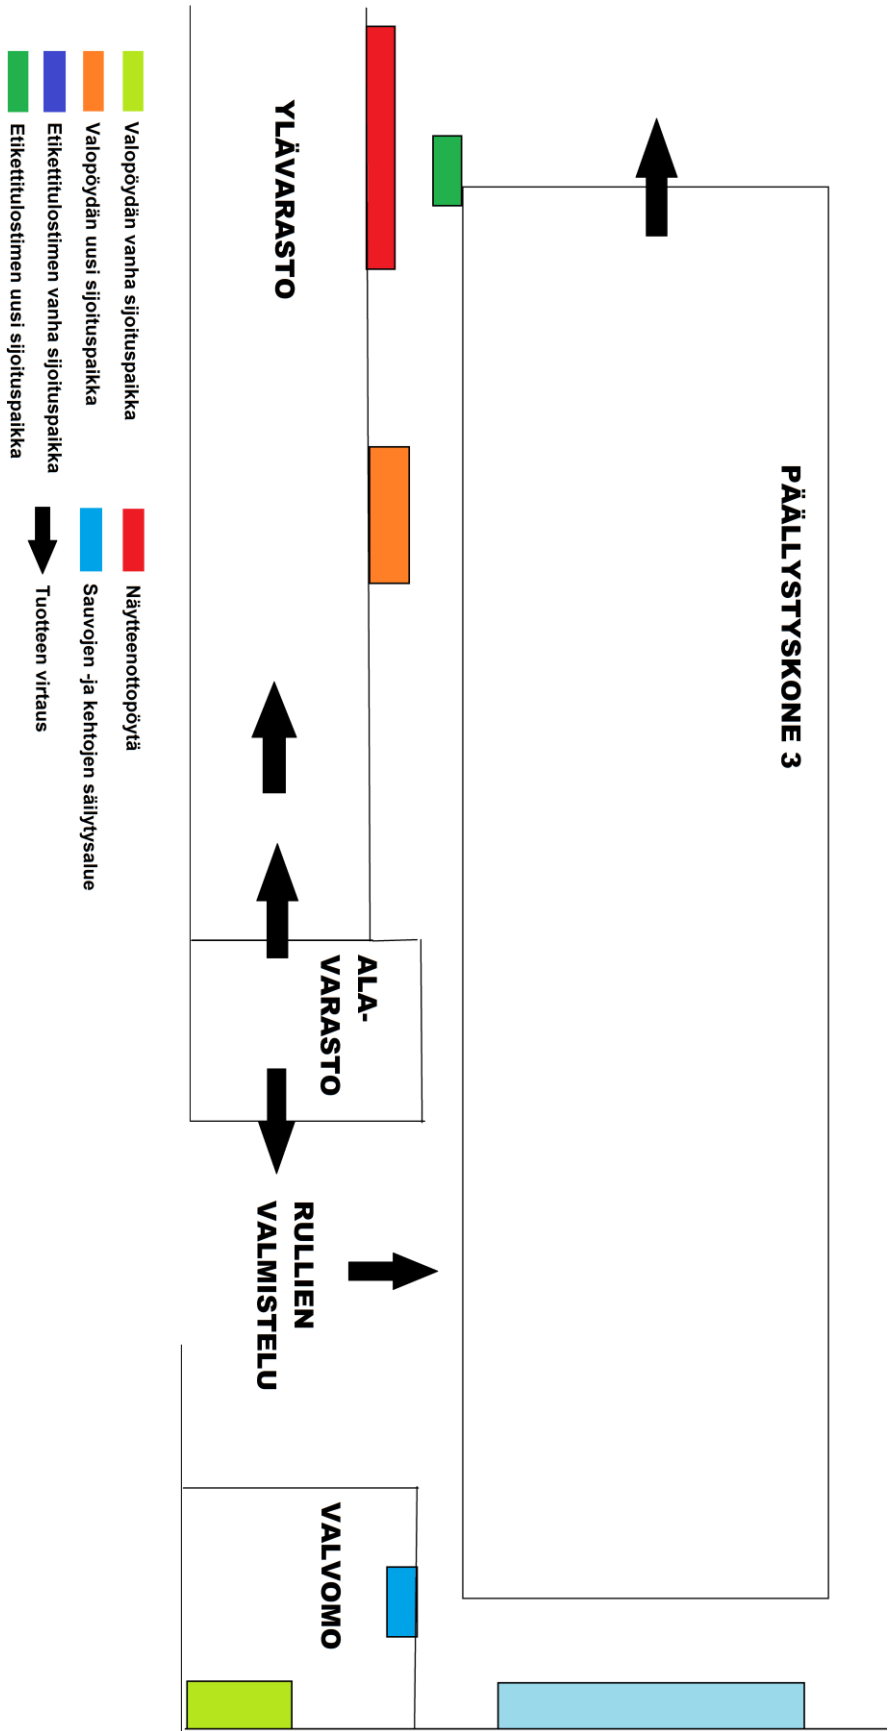 PÄÄLLYSTYSKONE 3
YLÄVARASTO
ALA-
VARASTO
RULLIEN
VALMISTELU
VALVOMO
Valopöydän vanha sijoituspaikka
Valopöydän uusi sijoituspaikka
Etikettitulostimen vanha sijoituspaikka
Etikettitulostimen uusi sijoituspaikka
Näytteenottopöytä
Sauvojen -ja kehtojen säilytysalue
Tuotteen virtaus